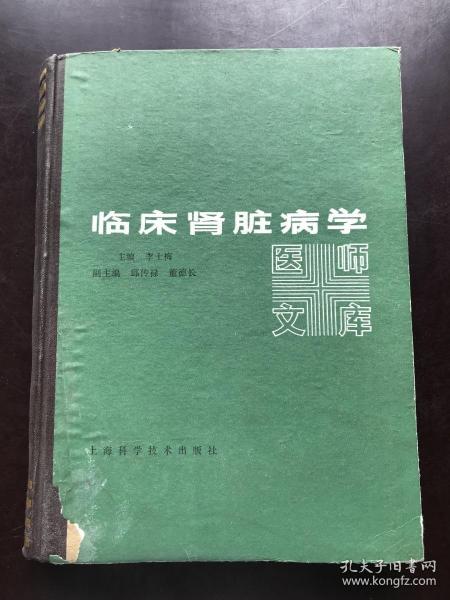 临床肾脏病学
主编 李士梅
副主编 邱传禄 董德长
医师
文库
上海科学技术出版社
孔夫子旧书网
www.kongfz.com